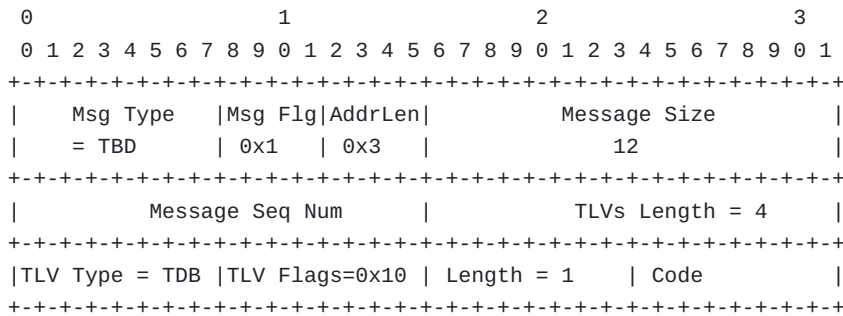 0                   1                   2                   3
 0 1 2 3 4 5 6 7 8 9 0 1 2 3 4 5 6 7 8 9 0 1 2 3 4 5 6 7 8 9 0 1
+-+-+-+-+-+-+-+-+-+-+-+-+-+-+-+-+-+-+-+-+-+-+-+-+-+-+-+-+-+-+-+-+
|    Msg Type   |Msg Flg|AddrLen|          Message Size         |
|    = TBD      | 0x1   | 0x3   |              12               |
+-+-+-+-+-+-+-+-+-+-+-+-+-+-+-+-+-+-+-+-+-+-+-+-+-+-+-+-+-+-+-+-+
|          Message Seq Num      |           TLVs Length = 4     |
+-+-+-+-+-+-+-+-+-+-+-+-+-+-+-+-+-+-+-+-+-+-+-+-+-+-+-+-+-+-+-+-+
|TLV Type = TDB |TLV Flags=0x10 | Length = 1    | Code          |
+-+-+-+-+-+-+-+-+-+-+-+-+-+-+-+-+-+-+-+-+-+-+-+-+-+-+-+-+-+-+-+-+